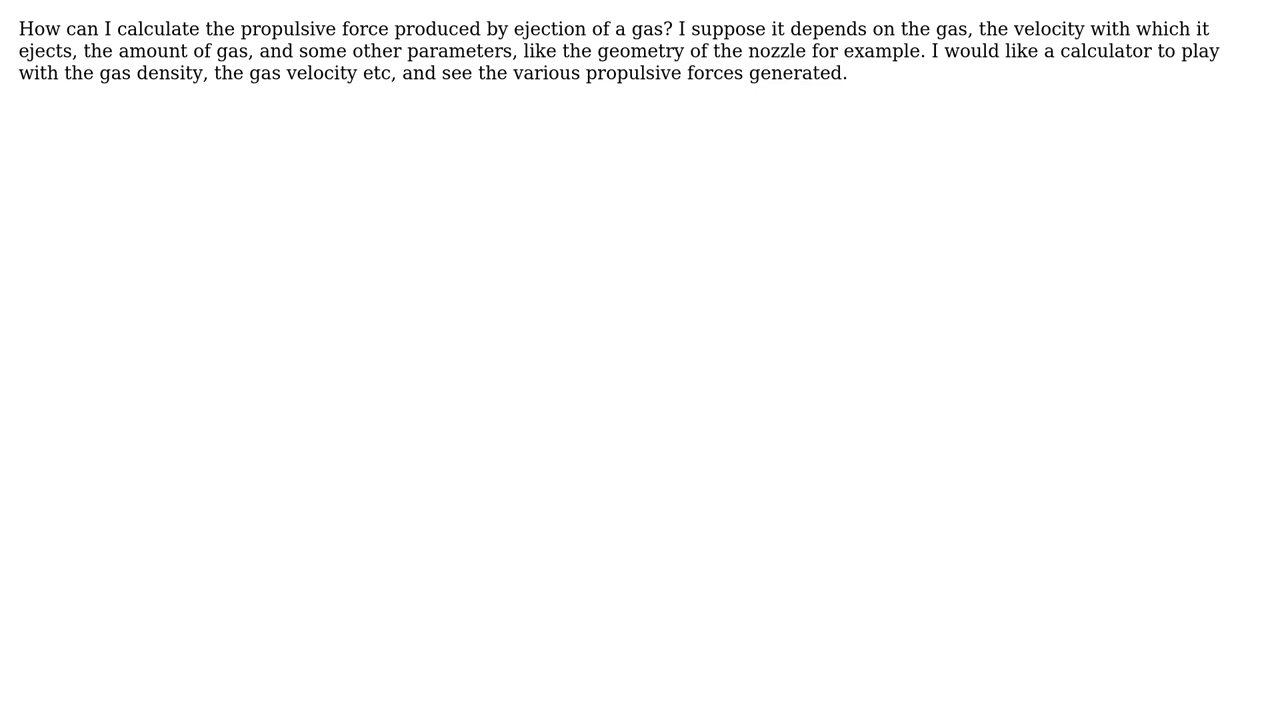 How can I calculate the propulsive force produced by ejection of a gas? I suppose it depends on the gas, the velocity with which it
ejects, the amount of gas, and some other parameters, like the geometry of the nozzle for example. I would like a calculator to play
with the gas density, the gas velocity etc, and see the various propulsive forces generated.